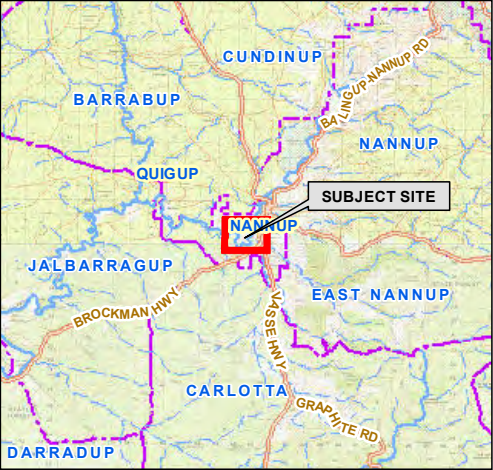 CUNDINUP
BALINGUP-NANNUP RD
BARRABUP
NANNUP
QUIGUP
SUBJECT SITE
NANNUP
JALBARRAGUP
EAST NANNUP
BROCKMAN HWY
VASSE HWY
CARLOTTA
GRAPHITE RD
DARRADUP